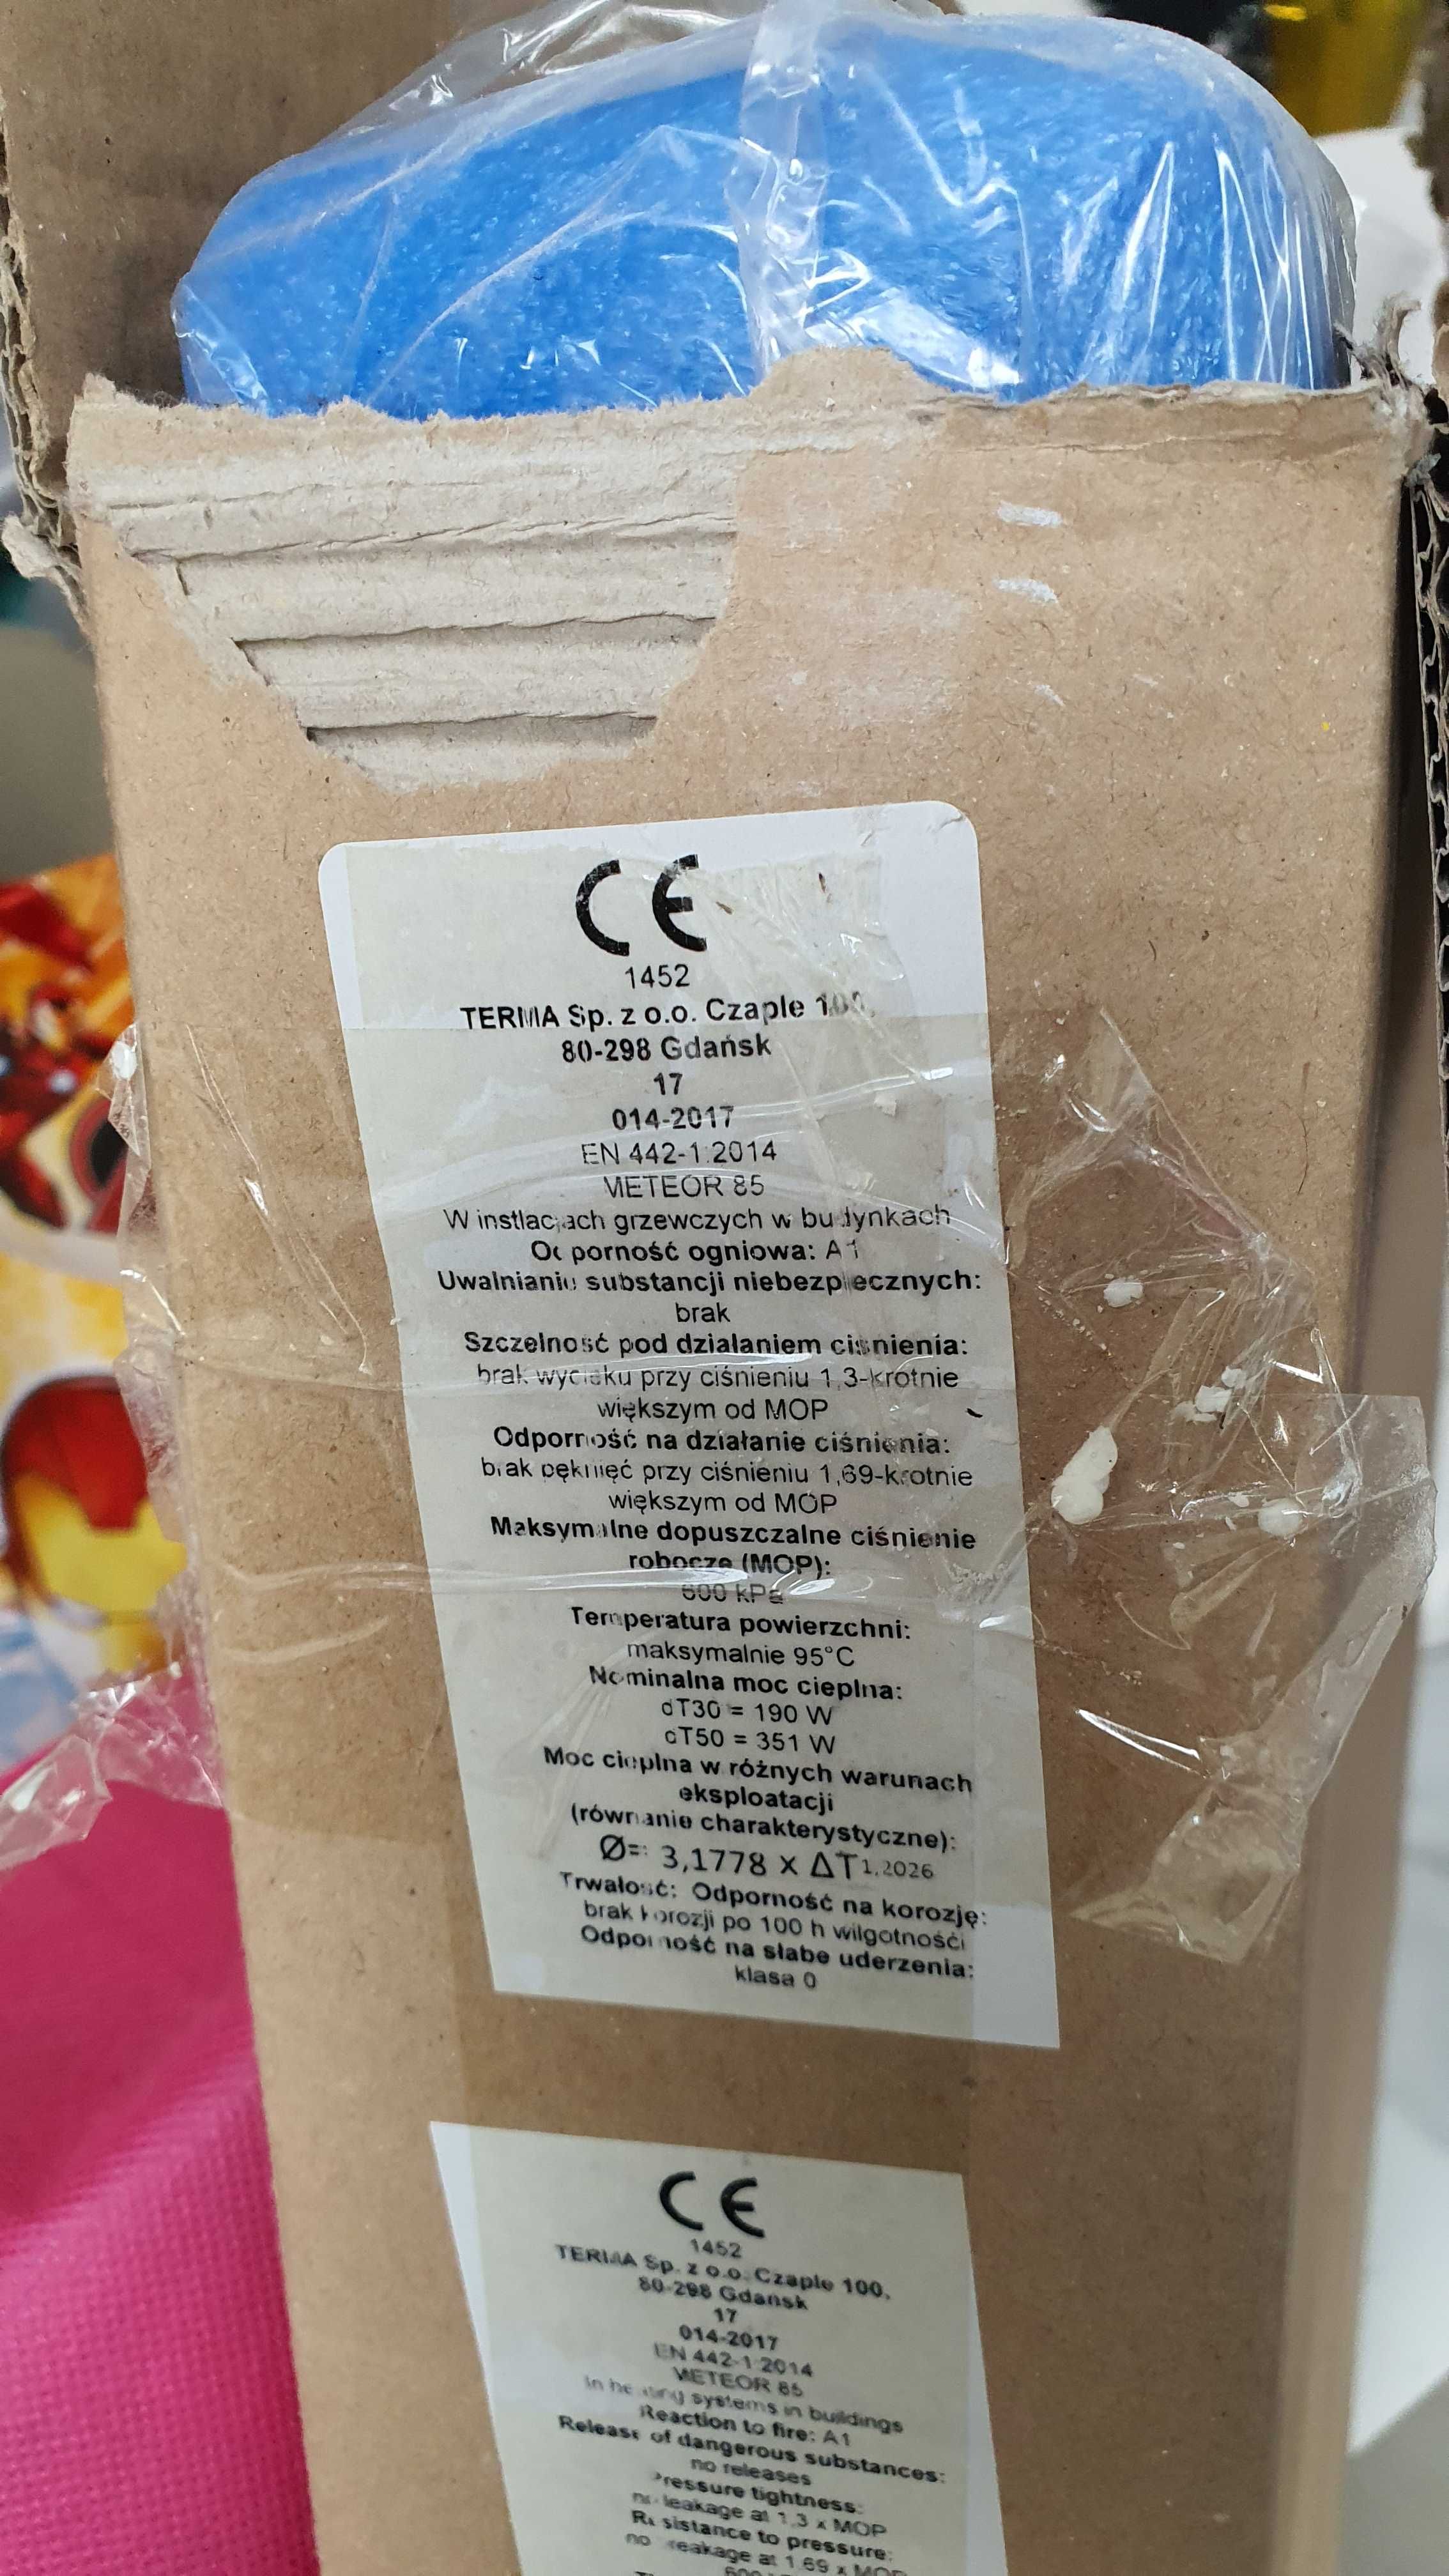 CE
1452
TERMA Sp. z o.o. Czaple 100,
80-298 Gdańsk
17
014-2017
EN 442-1:2014
METEOR 85
W instlacjach grzewczych w budynkach
Odporność ogniowa: A1
Uwalnianie substancji niebezpiecznych:
brak
Szczelność pod działaniem ciśnienia:
brak wycieku przy ciśnieniu 1,3-krotnie
większym od MOP
Odporność na działanie ciśnienia:
brak pęknięć przy ciśnieniu 1,69-krotnie
większym od MOP
Maksymalne dopuszczalne ciśnienie
robocze (MOP):
600 kPa
Temperatura powierzchni:
maksymalnie 95°C
Nominalna moc cieplna:
dT30 = 190 W
dT50 = 351 W
Moc cieplna w różnych warunach
eksploatacji
(równanie charakterystyczne):
Ø= 3,1778 x ΔT1,2026
Trwałość: Odporność na korozję:
brak korozji po 100 h wilgotności
Odporność na słabe uderzenia:
klasa 0
CE
1452
TERMA Sp. z o.o. Czaple 100,
80-298 Gdańsk
17
014-2017
EN 442-1:2014
METEOR 85
In heating systems in buildings
Reaction to fire: A1
Release of dangerous substances:
no releases
Pressure tightness:
no leakage at 1.3 x MOP
Resistance to pressure:
no breakage at 1.69 x MOP